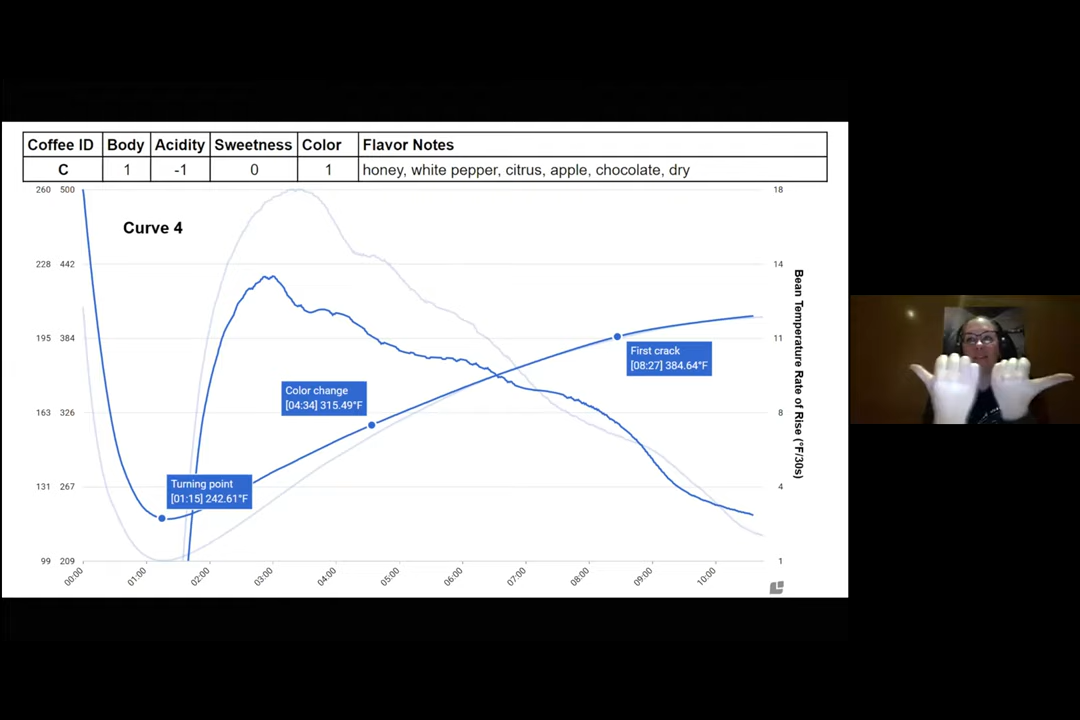 Coffee ID Body Acidity Sweetness Color Flavor Notes
C 1 -1 0 1 honey, white pepper, citrus, apple, chocolate, dry
260 500 18
Curve 4
228 442 14
Bean Temperature Rate of Rise (°F/30s)
195 384 11
First crack
[08:27] 384.64°F
Color change
[04:34] 315.49°F
163 326 8
Turning point
[01:15] 242.61°F
131 267 4
99 209 1
00:00 01:00 02:00 03:00 04:00 05:00 06:00 07:00 08:00 09:00 10:00